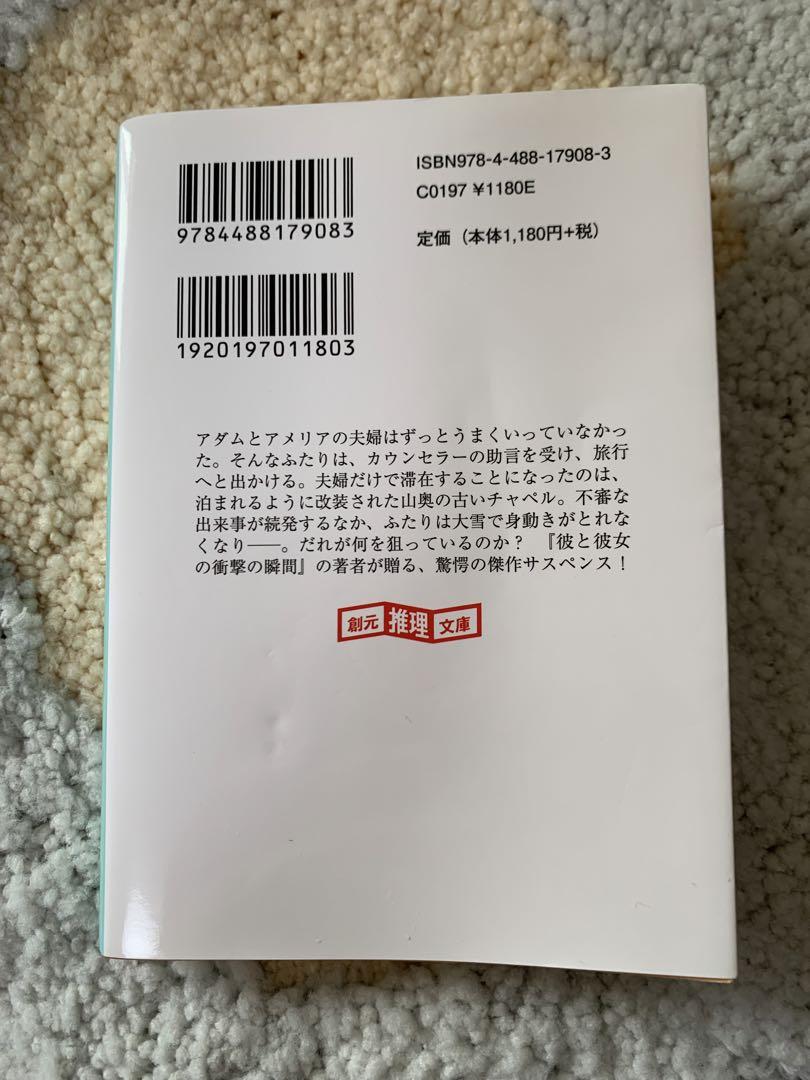 ISBN978-4-488-17908-3
C0197 ¥1180E
定価（本体1,180円+税）
9784488179083
1920197011803
アダムとアメリアの夫婦はずっとうまくいっていなかっ
た。そんなふたりは、カウンセラーの助言を受け、旅行
へと出かける。夫婦だけで滞在することになったのは、
泊まれるように改装された山奥の古いチャペル。不審な
出来事が続発するなか、ふたりは大雪で身動きがとれな
くなり――。だれが何を狙っているのか？　『彼と彼女
の衝撃の瞬間』の著者が贈る、驚愕の傑作サスペンス！
創元推理文庫